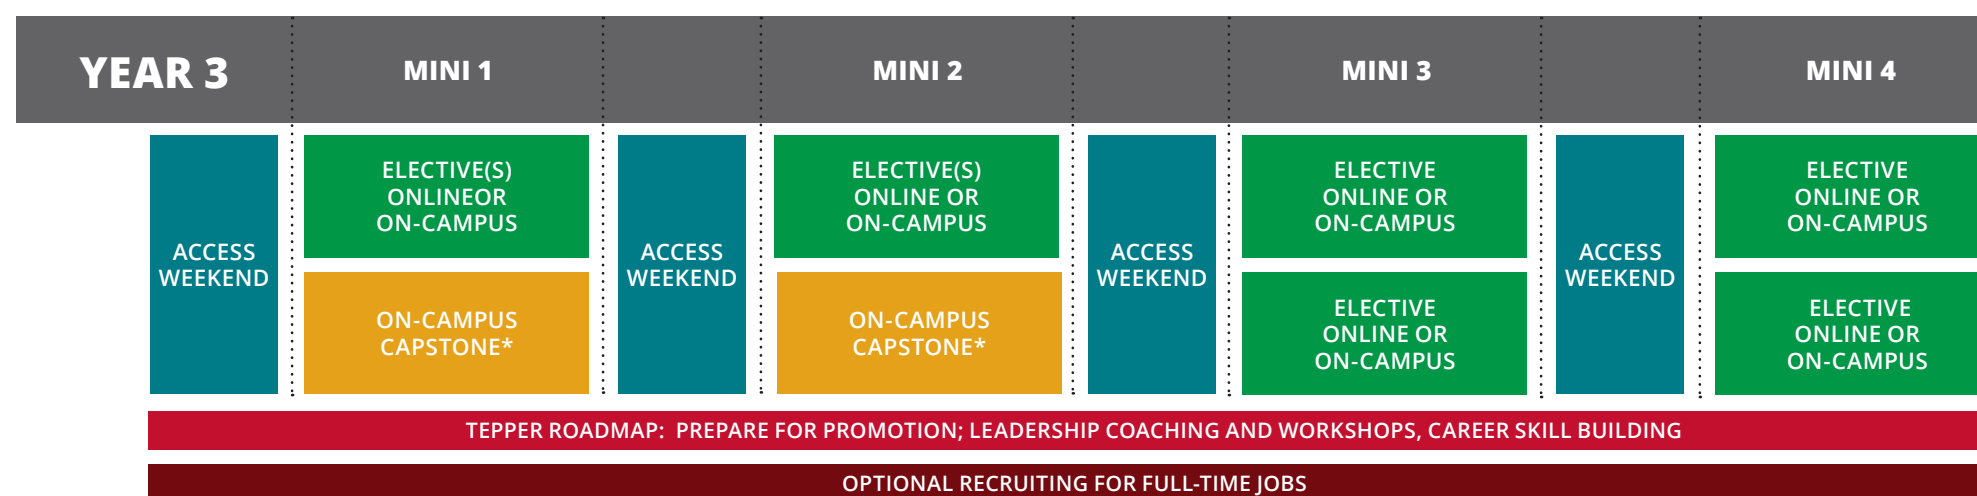 YEAR 3
MINI 1
MINI 2
MINI 3
MINI 4
ACCESS
WEEKEND
ELECTIVE(S)
ONLINEOR
ON-CAMPUS
ON-CAMPUS
CAPSTONE*
ACCESS
WEEKEND
ELECTIVE(S)
ONLINE OR
ON-CAMPUS
ON-CAMPUS
CAPSTONE*
ACCESS
WEEKEND
ELECTIVE
ONLINE OR
ON-CAMPUS
ELECTIVE
ONLINE OR
ON-CAMPUS
ACCESS
WEEKEND
ELECTIVE
ONLINE OR
ON-CAMPUS
ELECTIVE
ONLINE OR
ON-CAMPUS
TEPPER ROADMAP:  PREPARE FOR PROMOTION; LEADERSHIP COACHING AND WORKSHOPS, CAREER SKILL BUILDING
OPTIONAL RECRUITING FOR FULL-TIME JOBS